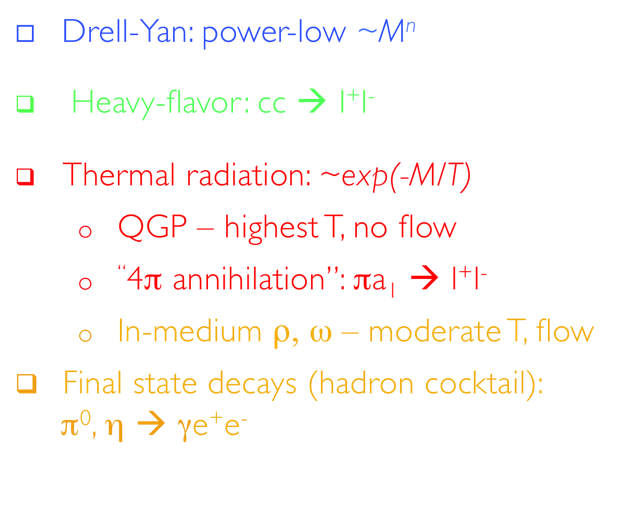 □ Drell-Yan: power-low ~Mⁿ
❑ Heavy-flavor: cc → l⁺l⁻
❑ Thermal radiation: ~exp(-M/T)
o QGP – highest T, no flow
o “4π annihilation”: πa₁ → l⁺l⁻
o In-medium ρ, ω – moderate T, flow
❑ Final state decays (hadron cocktail):
π⁰, η → γe⁺e⁻